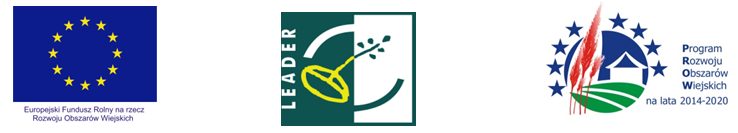 Europejski Fundusz Rolny na rzecz
Rozwoju Obszarów Wiejskich
LEADER
Program
Rozwoju
Obszarów
Wiejskich
na lata 2014-2020